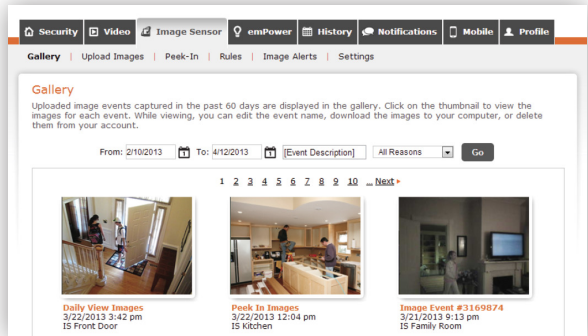 Security Video Image Sensor emPower History Notifications Mobile Profile
Gallery | Upload Images | Peek-In | Rules | Image Alerts | Settings
Gallery
Uploaded image events captured in the past 60 days are displayed in the gallery. Click on the thumbnail to view the
images for each event. While viewing, you can edit the event name, download the images to your computer, or delete
them from your account.
From: 2/10/2013 To: 4/12/2013 [Event Description] All Reasons Go
1 2 3 4 5 6 7 8 9 10 ... Next
Daily View Images
3/22/2013 3:42 pm
IS Front Door
Peek In Images
3/22/2013 12:04 pm
IS Kitchen
Image Event #3169874
3/21/2013 9:13 pm
IS Family Room